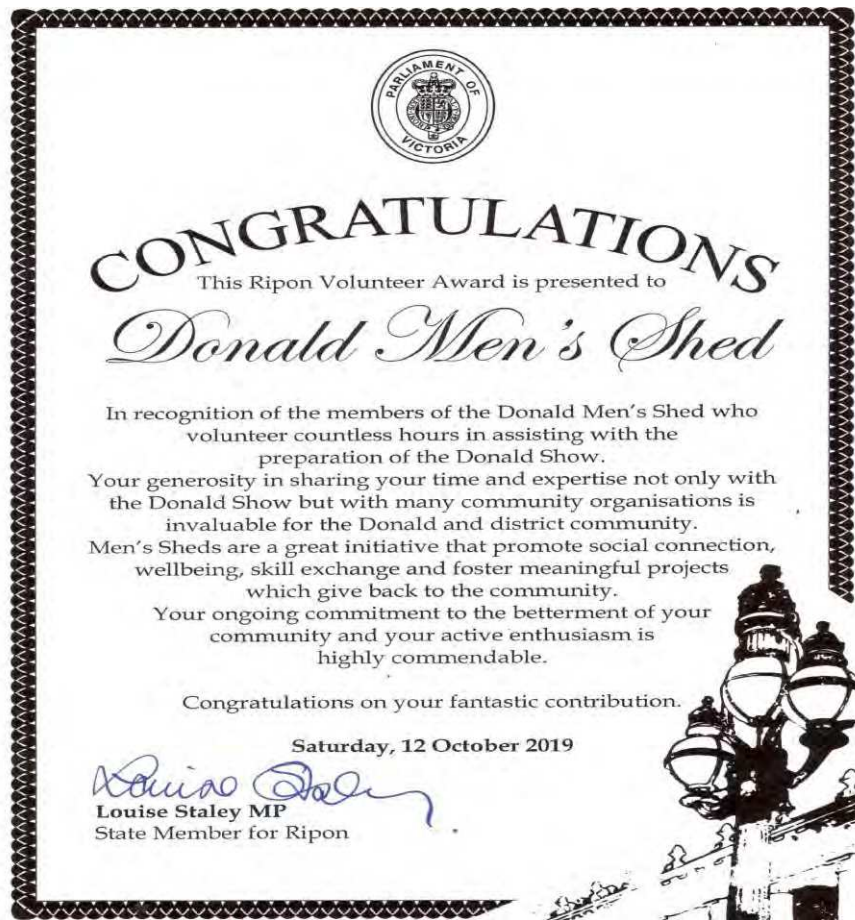 PARLIAMENT OF
VICTORIA
CONGRATULATIONS
This Ripon Volunteer Award is presented to
Donald Men's Shed
In recognition of the members of the Donald Men's Shed who
volunteer countless hours in assisting with the
preparation of the Donald Show.
Your generosity in sharing your time and expertise not only with
the Donald Show but with many community organisations is
invaluable for the Donald and district community.
Men's Sheds are a great initiative that promote social connection,
wellbeing, skill exchange and foster meaningful projects
which give back to the community.
Your ongoing commitment to the betterment of your
community and your active enthusiasm is
highly commendable.
Congratulations on your fantastic contribution.
Saturday, 12 October 2019
Louise Staley
Louise Staley MP
State Member for Ripon